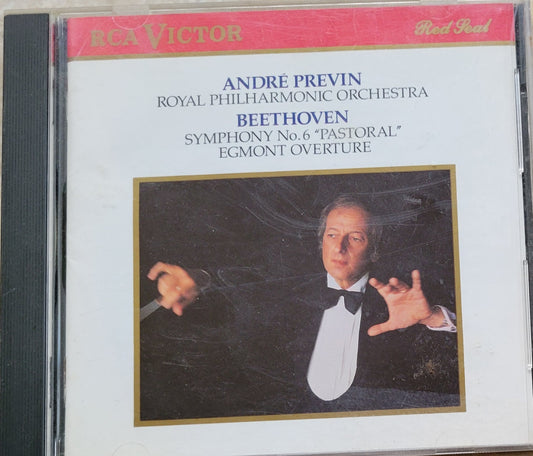 RCA VICTOR Red Seal
ANDRÉ PREVIN
ROYAL PHILHARMONIC ORCHESTRA
BEETHOVEN
SYMPHONY No. 6 “PASTORAL”
EGMONT OVERTURE